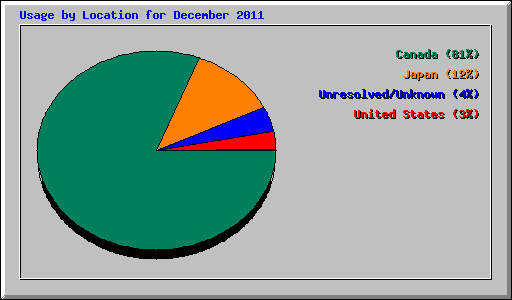 Usage by Location for December 2011
Canada (81%)
Japan (12%)
Unresolved/Unknown (4%)
United States (3%)